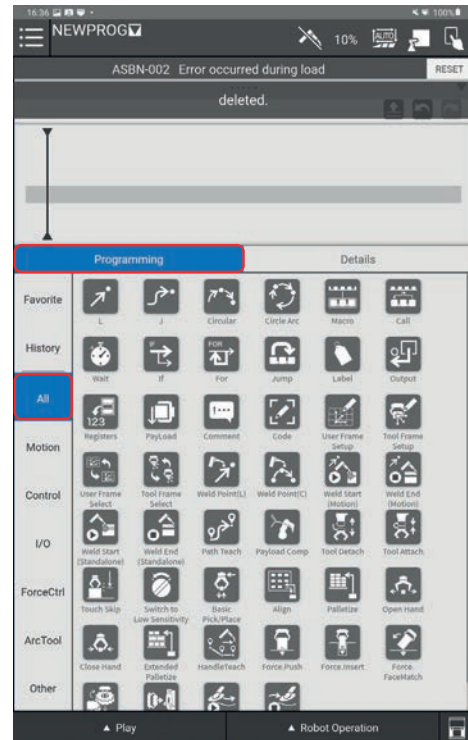 16:36 100%
NEWPROG 10% AUTO
ASBN-002 Error occurred during load RESET
deleted.
Programming Details
Favorite
L J Circular Circle Arc Macro Call
History
Wait If For Jump Label Output
IF FOR
All
123
Registers PayLoad Comment Code User Frame Setup Tool Frame Setup
Motion
User Frame Select Tool Frame Select Weld Point(L) Weld Point(C) Weld Start (Motion) Weld End (Motion)
Control
Weld Start (Standalone) Weld End (Standalone) Path Teach Payload Comp Tool Detach Tool Attach
I/O
Touch Skip Switch to Low Sensitivity Basic Pick/Place Align Palletize Open Hand
ForceCtrl
Close Hand Extended Palletize HandleTeach Force.Push Force.Insert Force. FaceMatch
ArcTool
Other
▲ Play ▲ Robot Operation